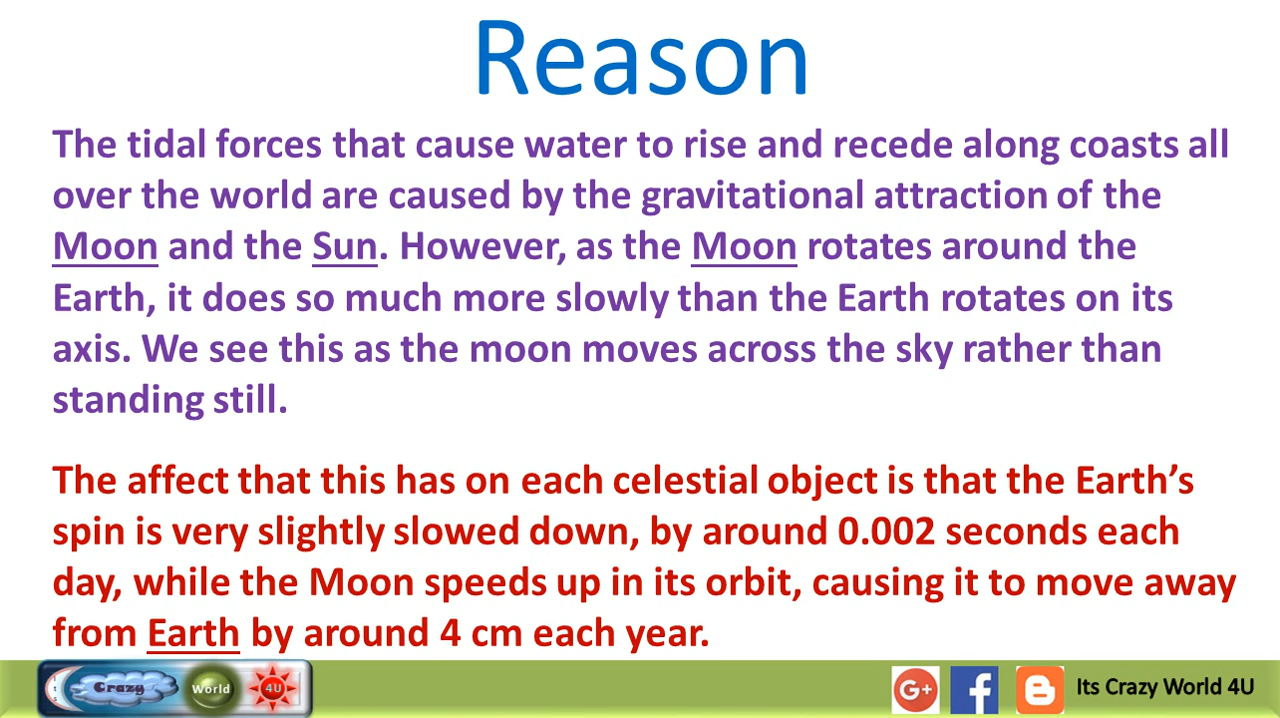 Reason
The tidal forces that cause water to rise and recede along coasts all
over the world are caused by the gravitational attraction of the
Moon and the Sun. However, as the Moon rotates around the
Earth, it does so much more slowly than the Earth rotates on its
axis. We see this as the moon moves across the sky rather than
standing still.
The affect that this has on each celestial object is that the Earth’s
spin is very slightly slowed down, by around 0.002 seconds each
day, while the Moon speeds up in its orbit, causing it to move away
from Earth by around 4 cm each year.
Its Crazy World 4U
G+ f B Its Crazy World 4U